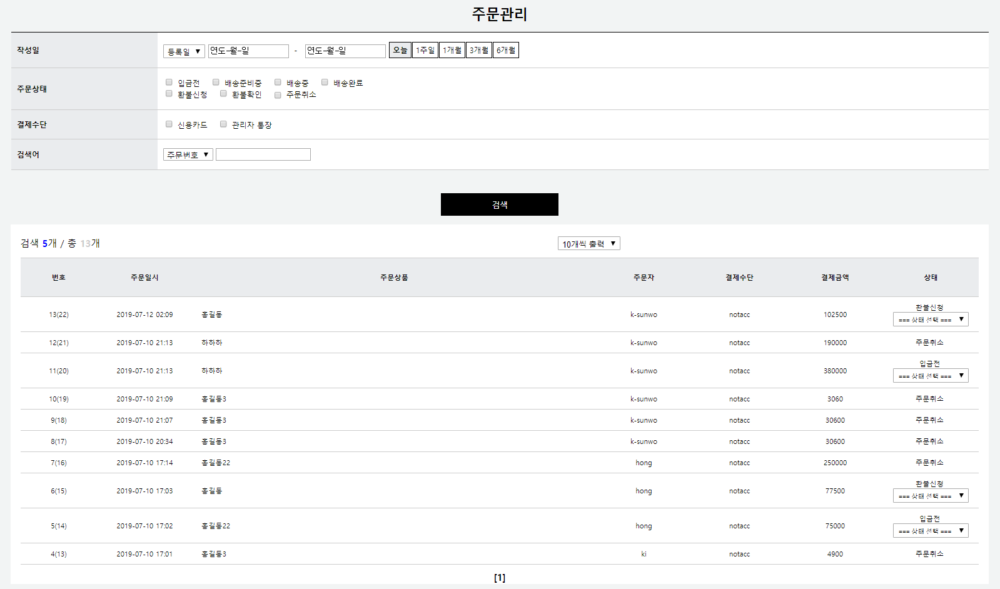 주문관리
작성일 등록일 ▼ 연도-월-일 - 연도-월-일 오늘 1주일 1개월 3개월 6개월
주문상태 입금전 배송준비중 배송중 배송완료
환불신청 환불확인 주문취소
결제수단 신용카드 관리자 통장
검색어 주문번호 ▼
검색
검색 5개 / 총 13개 10개씩 출력 ▼
번호 주문일시 주문상품 주문자 결제수단 결제금액 상태
13(22) 2019-07-12 02:09 홍길동 k-sunwo notacc 102500 환불신청
=== 상태 선택 === ▼
12(21) 2019-07-10 21:13 하하하 k-sunwo notacc 190000 주문취소
11(20) 2019-07-10 21:13 하하하 k-sunwo notacc 380000 입금전
=== 상태 선택 === ▼
10(19) 2019-07-10 21:09 홍길동3 k-sunwo notacc 3060 주문취소
9(18) 2019-07-10 21:07 홍길동3 k-sunwo notacc 30600 주문취소
8(17) 2019-07-10 20:34 홍길동3 k-sunwo notacc 30600 주문취소
7(16) 2019-07-10 17:14 홍길동22 hong notacc 250000 주문취소
6(15) 2019-07-10 17:03 홍길동 hong notacc 77500 환불신청
=== 상태 선택 === ▼
5(14) 2019-07-10 17:02 홍길동22 hong notacc 75000 입금전
=== 상태 선택 === ▼
4(13) 2019-07-10 17:01 홍길동3 ki notacc 4900 주문취소
[1]